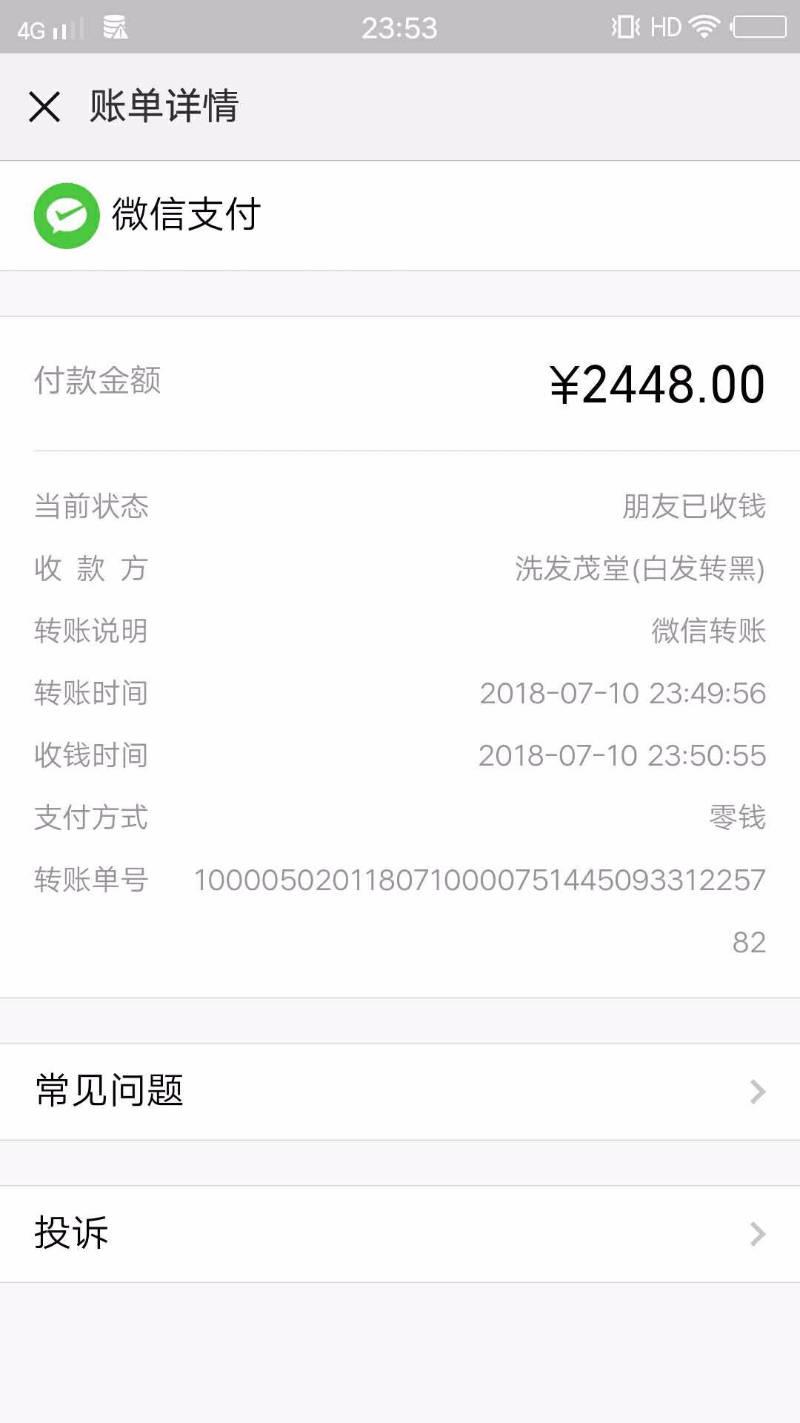 4G 23:53 HD
账单详情
微信支付
付款金额 ¥2448.00
当前状态 朋友已收钱
收款方 洗发茂堂(白发转黑)
转账说明 微信转账
转账时间 2018-07-10 23:49:56
收钱时间 2018-07-10 23:50:55
支付方式 零钱
转账单号 10000502011807100007514450933122​57
82
常见问题
投诉